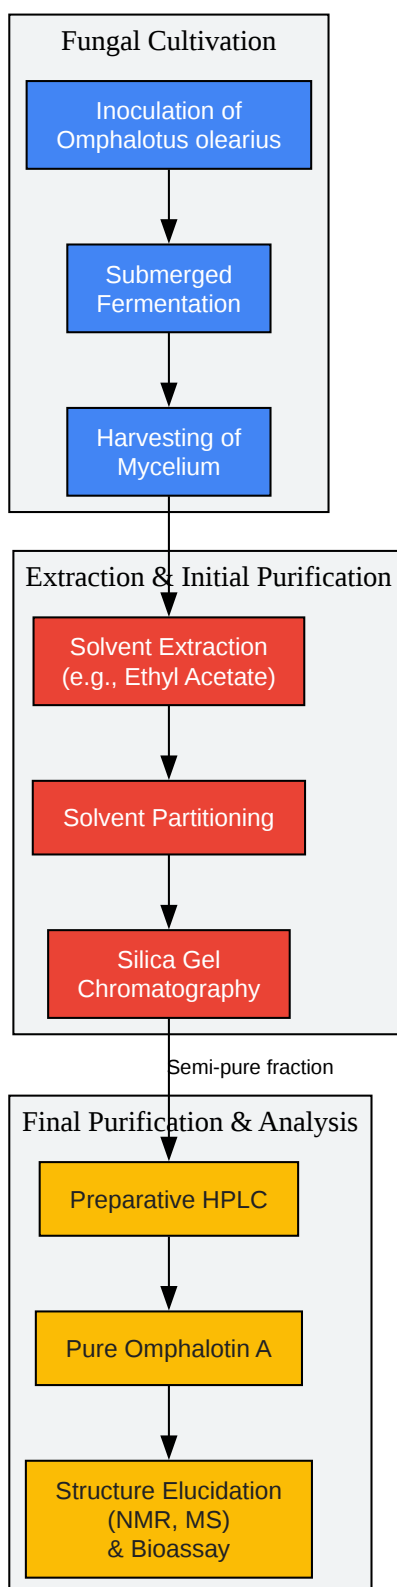 Fungal Cultivation
Inoculation of
Omphalotus olearius
Submerged
Fermentation
Harvesting of
Mycelium
Extraction & Initial Purification
Solvent Extraction
(e.g., Ethyl Acetate)
Solvent Partitioning
Silica Gel
Chromatography
Semi-pure fraction
Final Purification & Analysis
Preparative HPLC
Pure Omphalotin A
Structure Elucidation
(NMR, MS)
& Bioassay